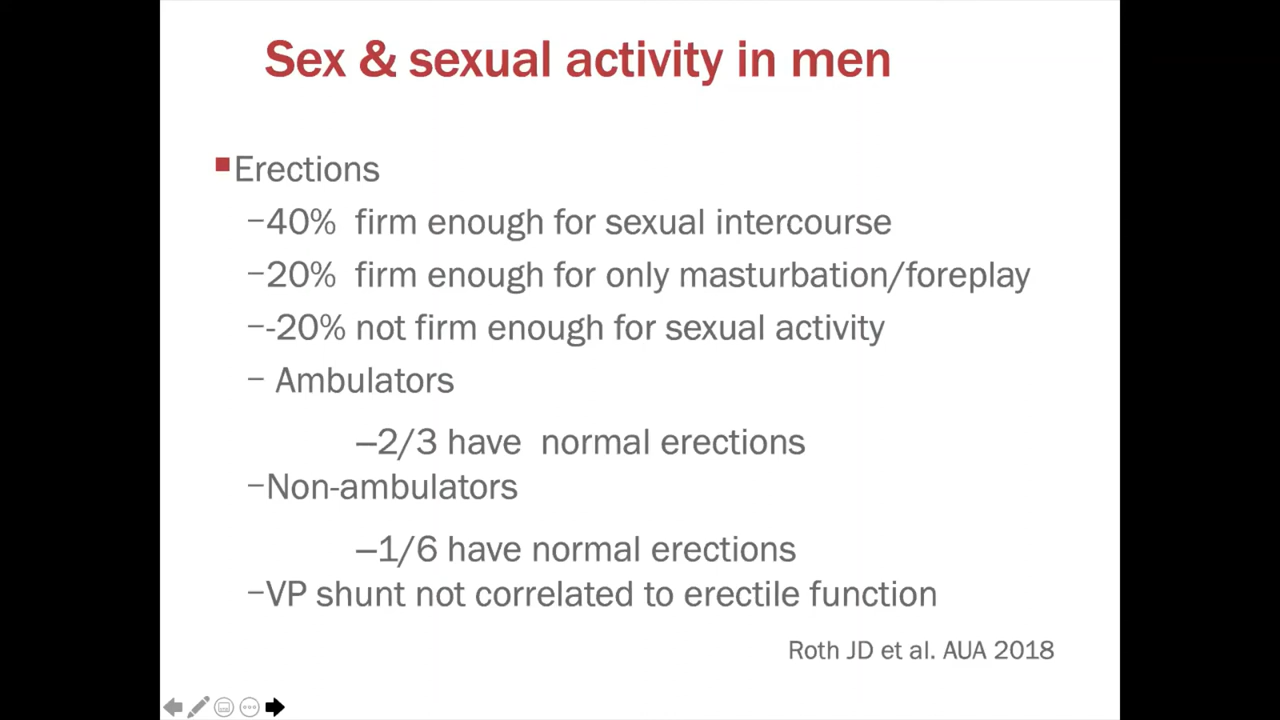 Sex & sexual activity in men
Erections
–40% firm enough for sexual intercourse
–20% firm enough for only masturbation/foreplay
–-20% not firm enough for sexual activity
– Ambulators
–2/3 have normal erections
–Non-ambulators
–1/6 have normal erections
–VP shunt not correlated to erectile function
Roth JD et al. AUA 2018